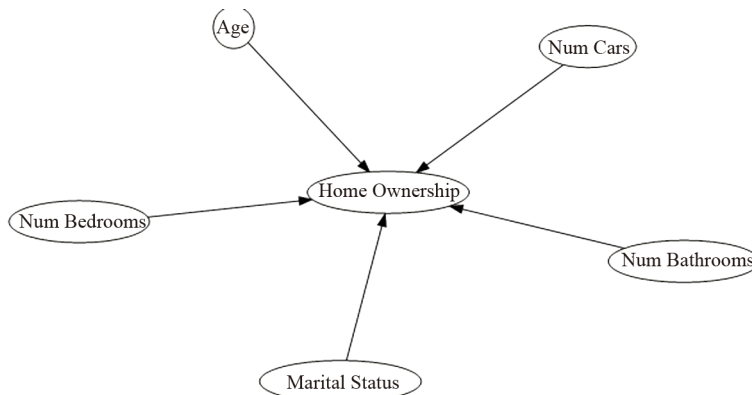 Age
Num Cars
Home Ownership
Num Bedrooms
Num Bathrooms
Marital Status